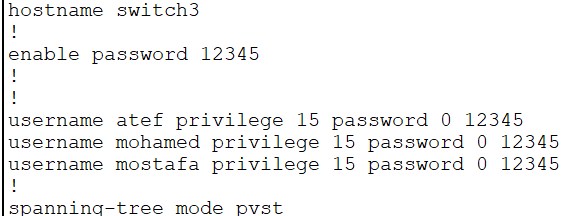 hostname switch3
!
enable password 12345
!
!
username atef privilege 15 password 0 12345
username mohamed privilege 15 password 0 12345
username mostafa privilege 15 password 0 12345
!
spanning-tree mode pvst